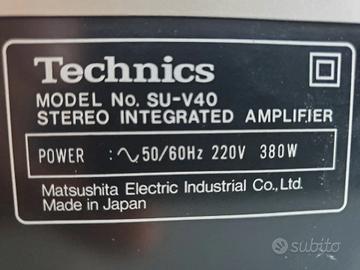 Technics
MODEL No. SU-V40
STEREO INTEGRATED AMPLIFIER
POWER : ∿50/60Hz 220V 380W
Matsushita Electric Industrial Co., Ltd.
Made in Japan
subito